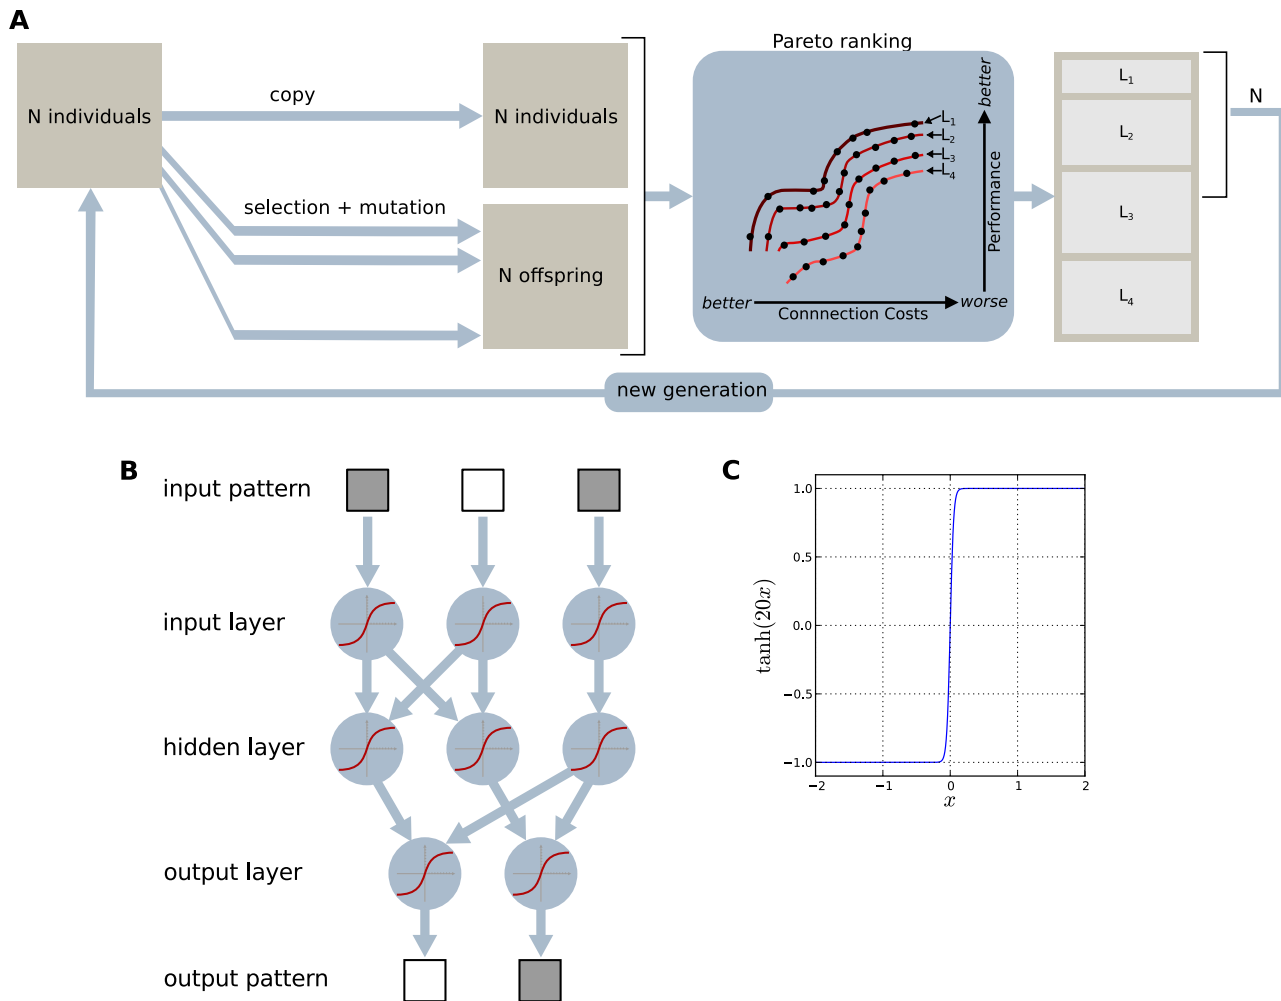 A
N individuals
copy
selection + mutation
N individuals
N offspring
Pareto ranking
L1
L2
L3
L4
better
Performance
better
worse
Connnection Costs
L1
L2
L3
L4
N
new generation
B
input pattern
input layer
hidden layer
output layer
output pattern
C
tanh(20x)
1.0
0.5
0.0
−0.5
−1.0
−2
−1
0
1
2
x